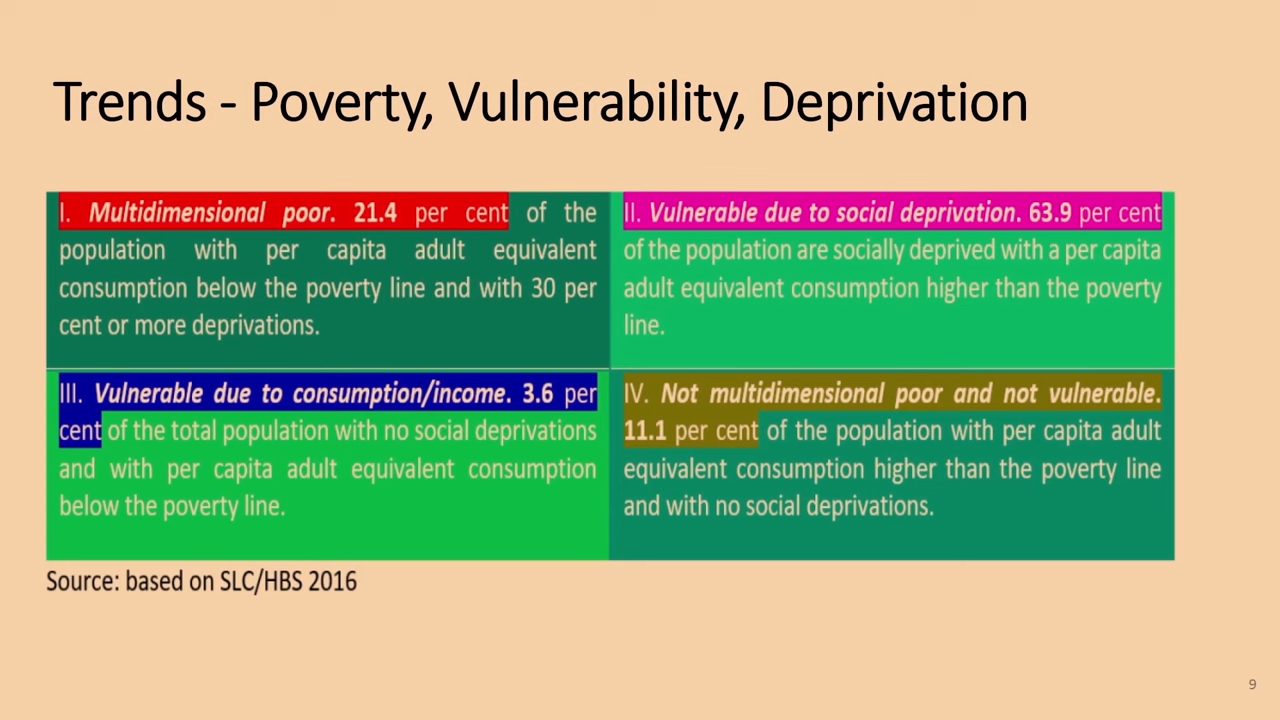 Trends - Poverty, Vulnerability, Deprivation
I. Multidimensional poor. 21.4 per cent of the
population with per capita adult equivalent
consumption below the poverty line and with 30 per
cent or more deprivations.
II. Vulnerable due to social deprivation. 63.9 per cent
of the population are socially deprived with a per capita
adult equivalent consumption higher than the poverty
line.
III. Vulnerable due to consumption/income. 3.6 per
cent of the total population with no social deprivations
and with per capita adult equivalent consumption
below the poverty line.
IV. Not multidimensional poor and not vulnerable.
11.1 per cent of the population with per capita adult
equivalent consumption higher than the poverty line
and with no social deprivations.
Source: based on SLC/HBS 2016
9